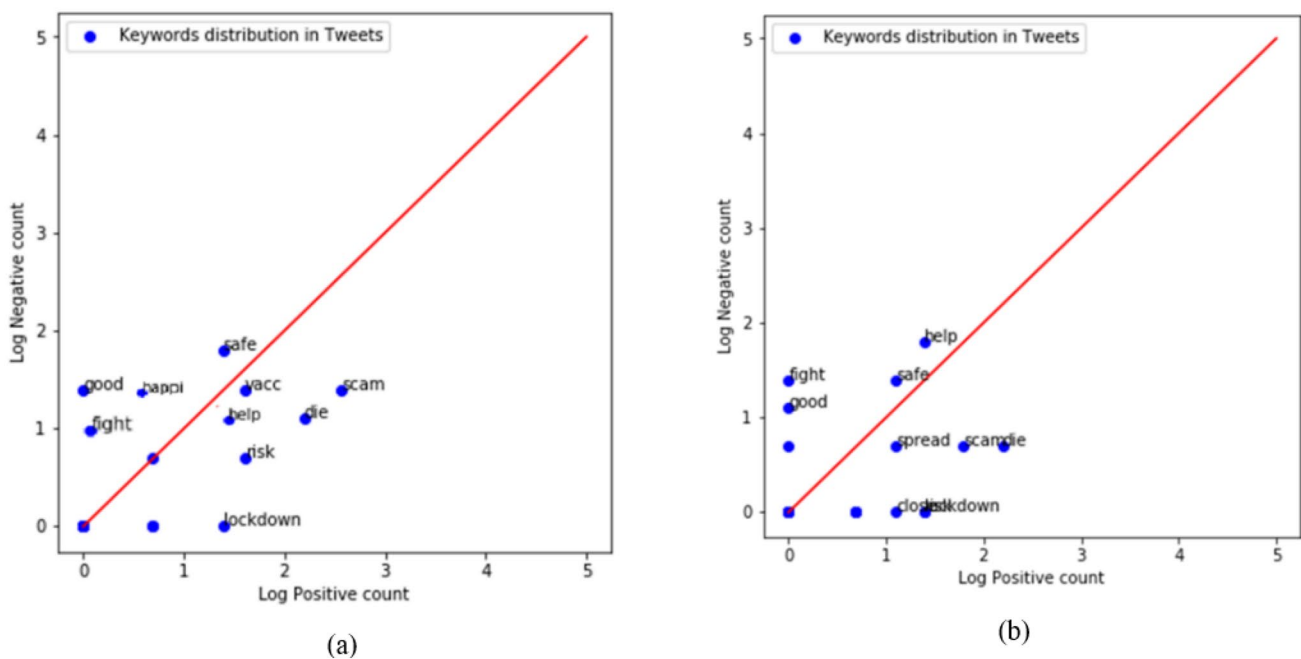 Keywords distribution in Tweets
5
4
3
2
1
0
Log Negative count
safe
good
happi
vacc
scam
help
die
fight
risk
lockdown
0 1 2 3 4 5
Log Positive count
(a)
Keywords distribution in Tweets
5
4
3
2
1
0
Log Negative count
help
fight
safe
good
spread
scam
die
lockdown
0 1 2 3 4 5
Log Positive count
(b)